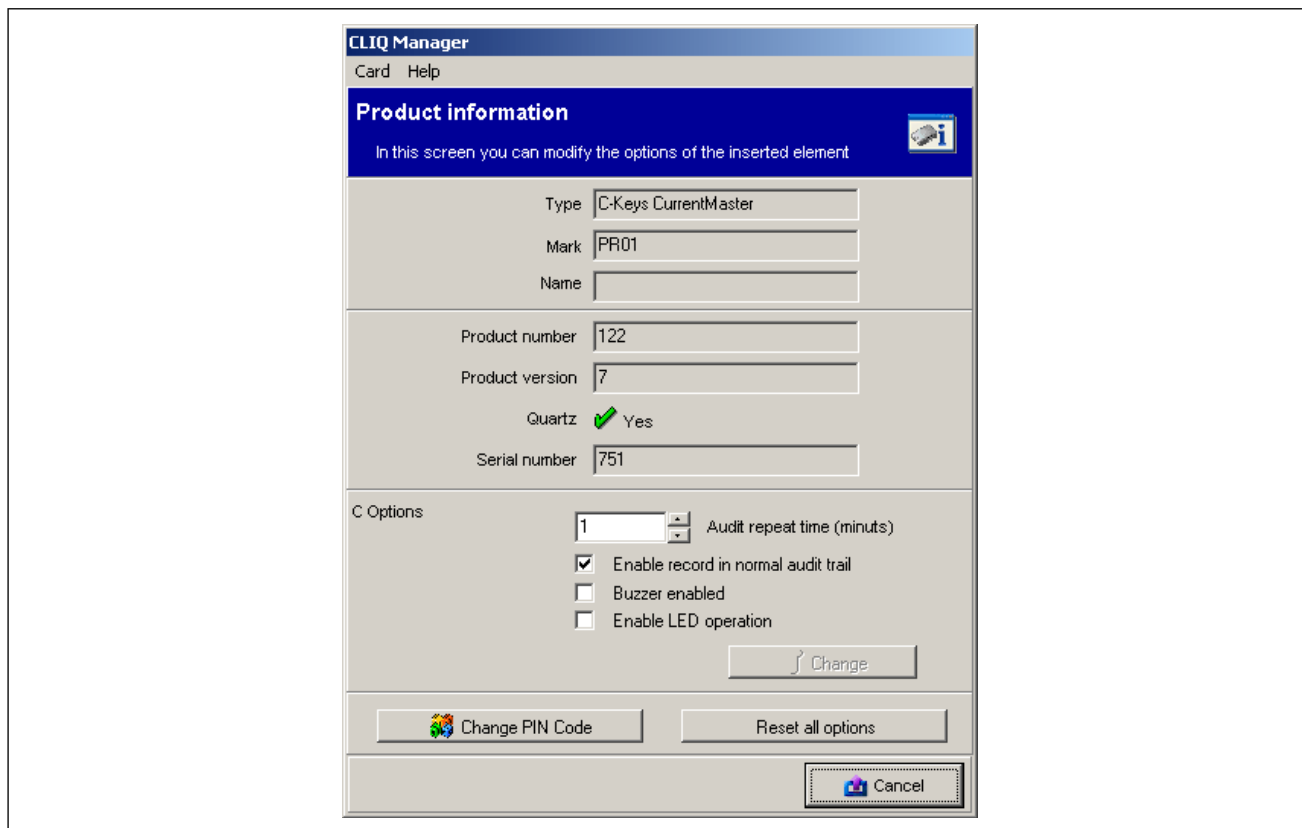 CLIQ Manager
Card Help
Product information
In this screen you can modify the options of the inserted element
Type C-Keys CurrentMaster
Mark PR01
Name
Product number 122
Product version 7
Quartz Yes
Serial number 751
C Options
1 Audit repeat time (minuts)
Enable record in normal audit trail
Buzzer enabled
Enable LED operation
Change
Change PIN Code Reset all options
Cancel